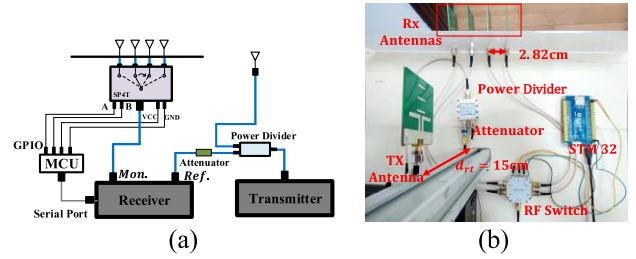 SP4T
A
B
VCC
GND
GPIO
MCU
Mon.
Ref.
Attenuator
Power Divider
Serial Port
Receiver
Transmitter
(a)
Rx
Antennas
2.82cm
Power Divider
Attenuator
STM 32
TX
Antenna
d_rt = 15cm
RF Switch
(b)